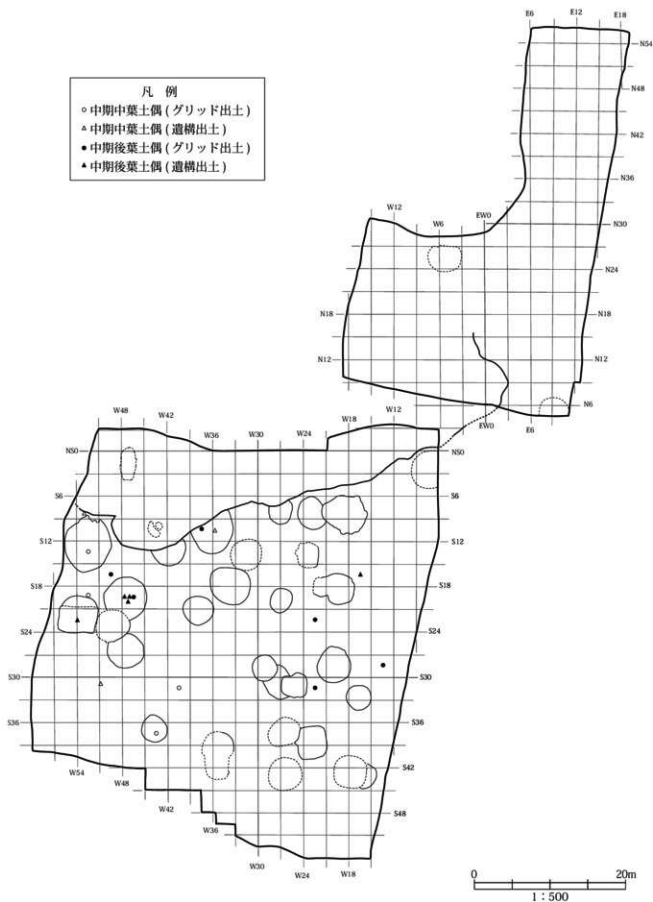 凡 例
○ 中期中葉土偶 ( グリッド出土 )
△ 中期中葉土偶 ( 遺構出土 )
● 中期後葉土偶 ( グリッド出土 )
▲ 中期後葉土偶 ( 遺構出土 )
E6 E12 E18
N54
N48
N42
N36
W12 W6 EW0 N30
N24
N18 N18
N12 N12
N6
EW0 E6
W48 W42 W36 W30 W24 W18 W12
NS0 NS0
S6 S6
S12 S12
S18 S18
S24 S24
S30 S30
S36 S36
S42
W54 W48 W42 W36 W30 W24 W18
S48
0 20m
1 : 500